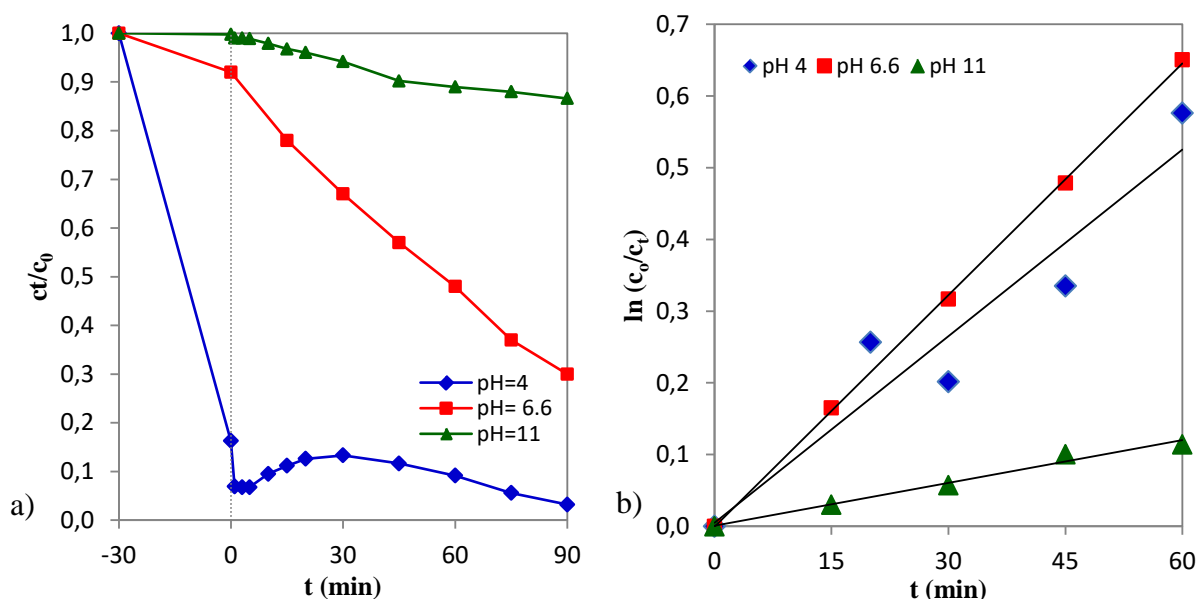 1,0
0,9
0,8
0,7
0,6
0,5
0,4
0,3
0,2
0,1
0,0
ct/c0
-30 0 30 60 90
t (min)
pH=4
pH= 6.6
pH=11
a)
0,7
0,6
0,5
0,4
0,3
0,2
0,1
0,0
ln (co/ct)
0 15 30 45 60
t (min)
pH 4 pH 6.6 pH 11
b)